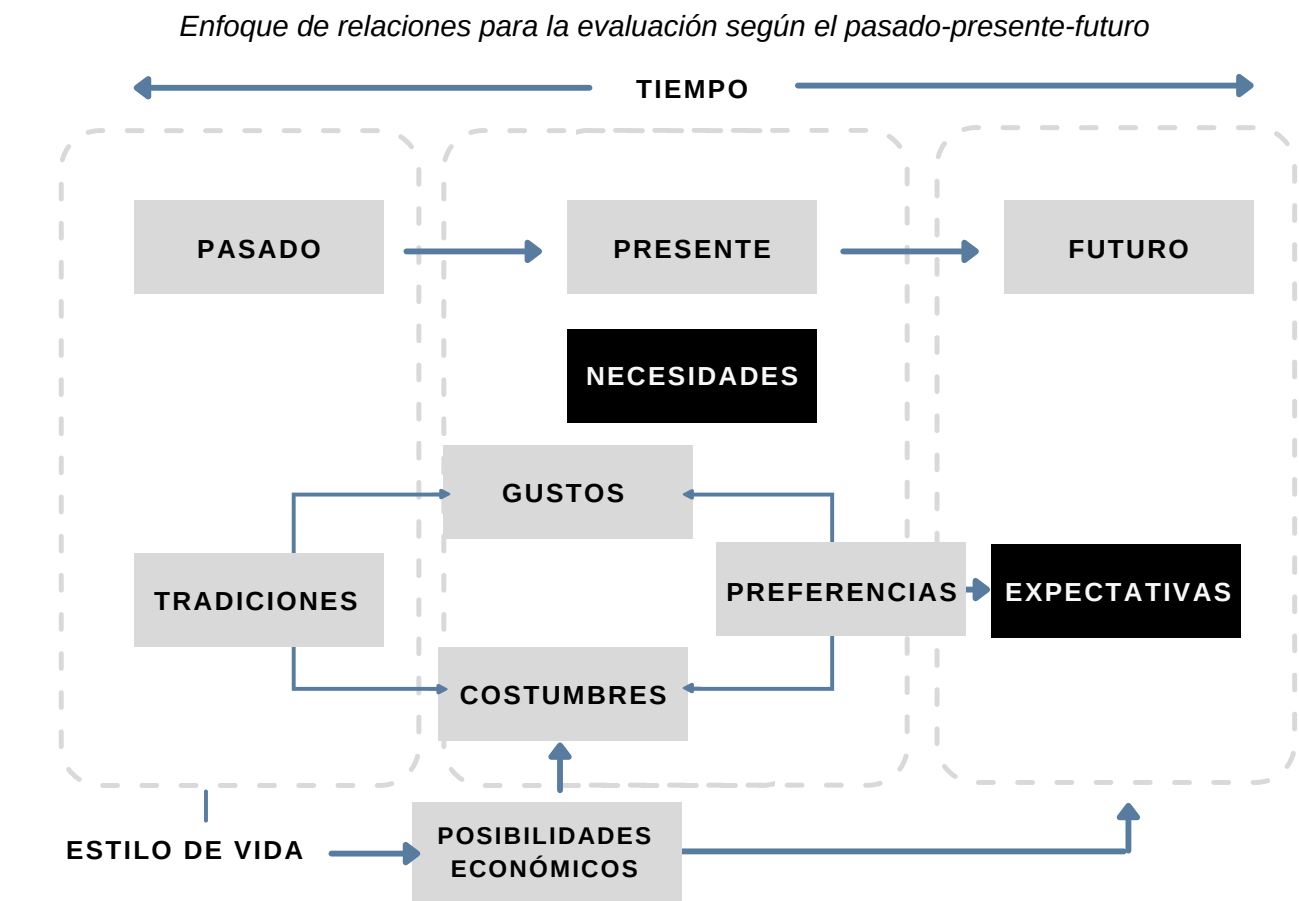 Enfoque de relaciones para la evaluación según el pasado-presente-futuro
TIEMPO
PASADO
PRESENTE
FUTURO
NECESIDADES
GUSTOS
TRADICIONES
PREFERENCIAS
EXPECTATIVAS
COSTUMBRES
ESTILO DE VIDA
POSIBILIDADES
ECONÓMICOS